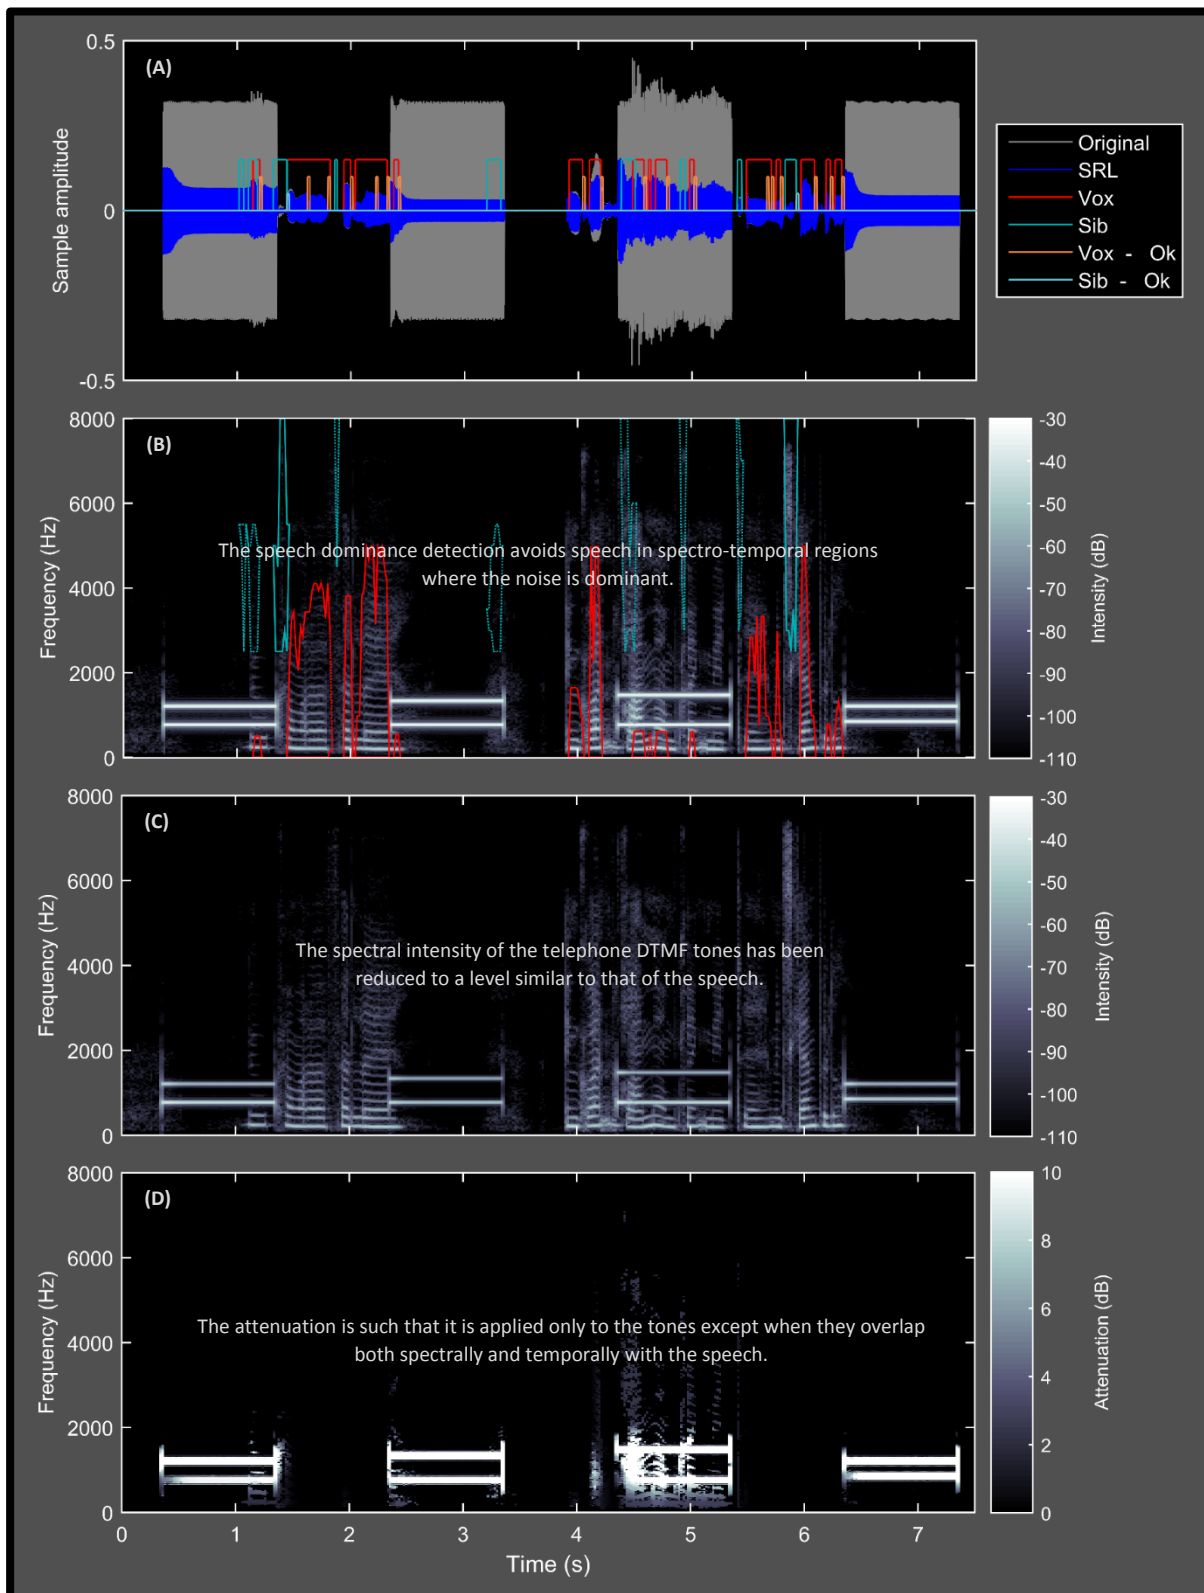 (A)
0.5
0
-0.5
Sample amplitude
Original
SRL
Vox
Sib
Vox - Ok
Sib - Ok
(B)
8000
6000
4000
2000
0
Frequency (Hz)
The speech dominance detection avoids speech in spectro-temporal regions
where the noise is dominant.
-30
-40
-50
-60
-70
-80
-90
-100
-110
Intensity (dB)
(C)
8000
6000
4000
2000
0
Frequency (Hz)
The spectral intensity of the telephone DTMF tones has been
reduced to a level similar to that of the speech.
-30
-40
-50
-60
-70
-80
-90
-100
-110
Intensity (dB)
(D)
8000
6000
4000
2000
0
Frequency (Hz)
The attenuation is such that it is applied only to the tones except when they overlap
both spectrally and temporally with the speech.
10
8
6
4
2
0
Attenuation (dB)
0 1 2 3 4 5 6 7
Time (s)